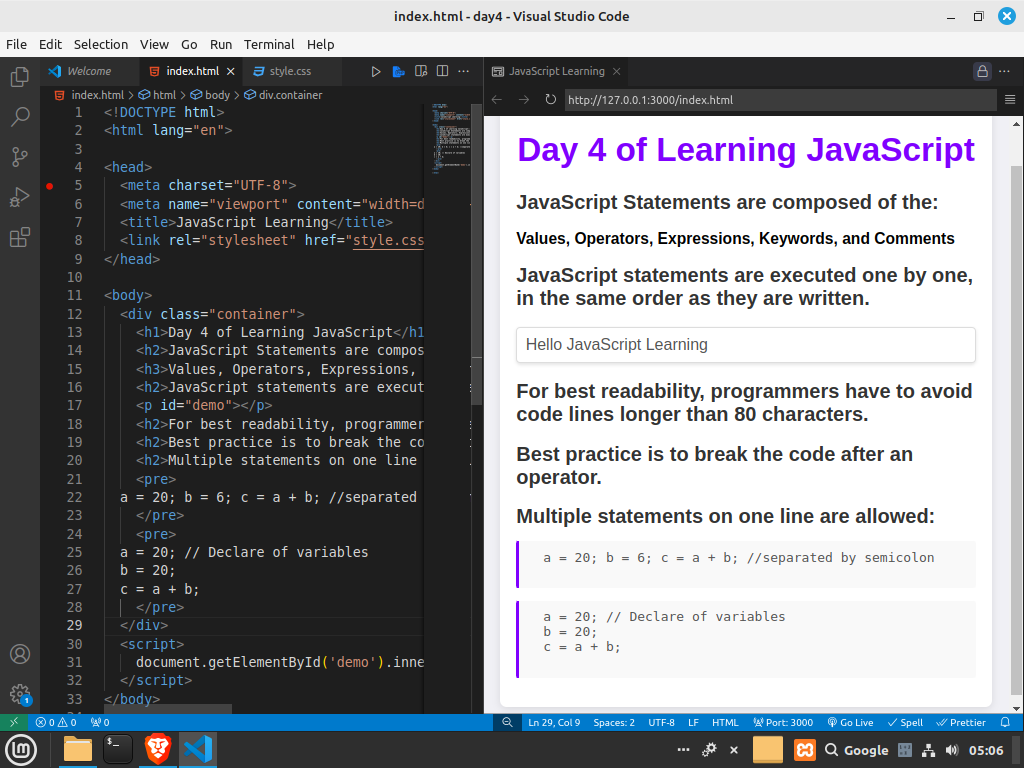 index.html - day4 - Visual Studio Code
File Edit Selection View Go Run Terminal Help
Welcome index.html style.css
index.html > html > body > div.container
1 <!DOCTYPE html>
2 <html lang="en">
3
4 <head>
5 <meta charset="UTF-8">
6 <meta name="viewport" content="width=d
7 <title>JavaScript Learning</title>
8 <link rel="stylesheet" href="style.css
9 </head>
10
11 <body>
12 <div class="container">
13 <h1>Day 4 of Learning JavaScript</h1
14 <h2>JavaScript Statements are compos
15 <h3>Values, Operators, Expressions,
16 <h2>JavaScript statements are execut
17 <p id="demo"></p>
18 <h2>For best readability, programmer
19 <h2>Best practice is to break the co
20 <h2>Multiple statements on one line
21 <pre>
22 a = 20; b = 6; c = a + b; //separated
23 </pre>
24 <pre>
25 a = 20; // Declare of variables
26 b = 20;
27 c = a + b;
28 </pre>
29 </div>
30 <script>
31 document.getElementById('demo').inne
32 </script>
33 </body>
JavaScript Learning
http://127.0.0.1:3000/index.html
Day 4 of Learning JavaScript
JavaScript Statements are composed of the:
Values, Operators, Expressions, Keywords, and Comments
JavaScript statements are executed one by one,
in the same order as they are written.
Hello JavaScript Learning
For best readability, programmers have to avoid
code lines longer than 80 characters.
Best practice is to break the code after an
operator.
Multiple statements on one line are allowed:
a = 20; b = 6; c = a + b; //separated by semicolon
a = 20; // Declare of variables
b = 20;
c = a + b;
1
0 0 0 Ln 29, Col 9 Spaces: 2 UTF-8 LF HTML Port: 3000 Go Live Spell Prettier
$_ Google 05:06